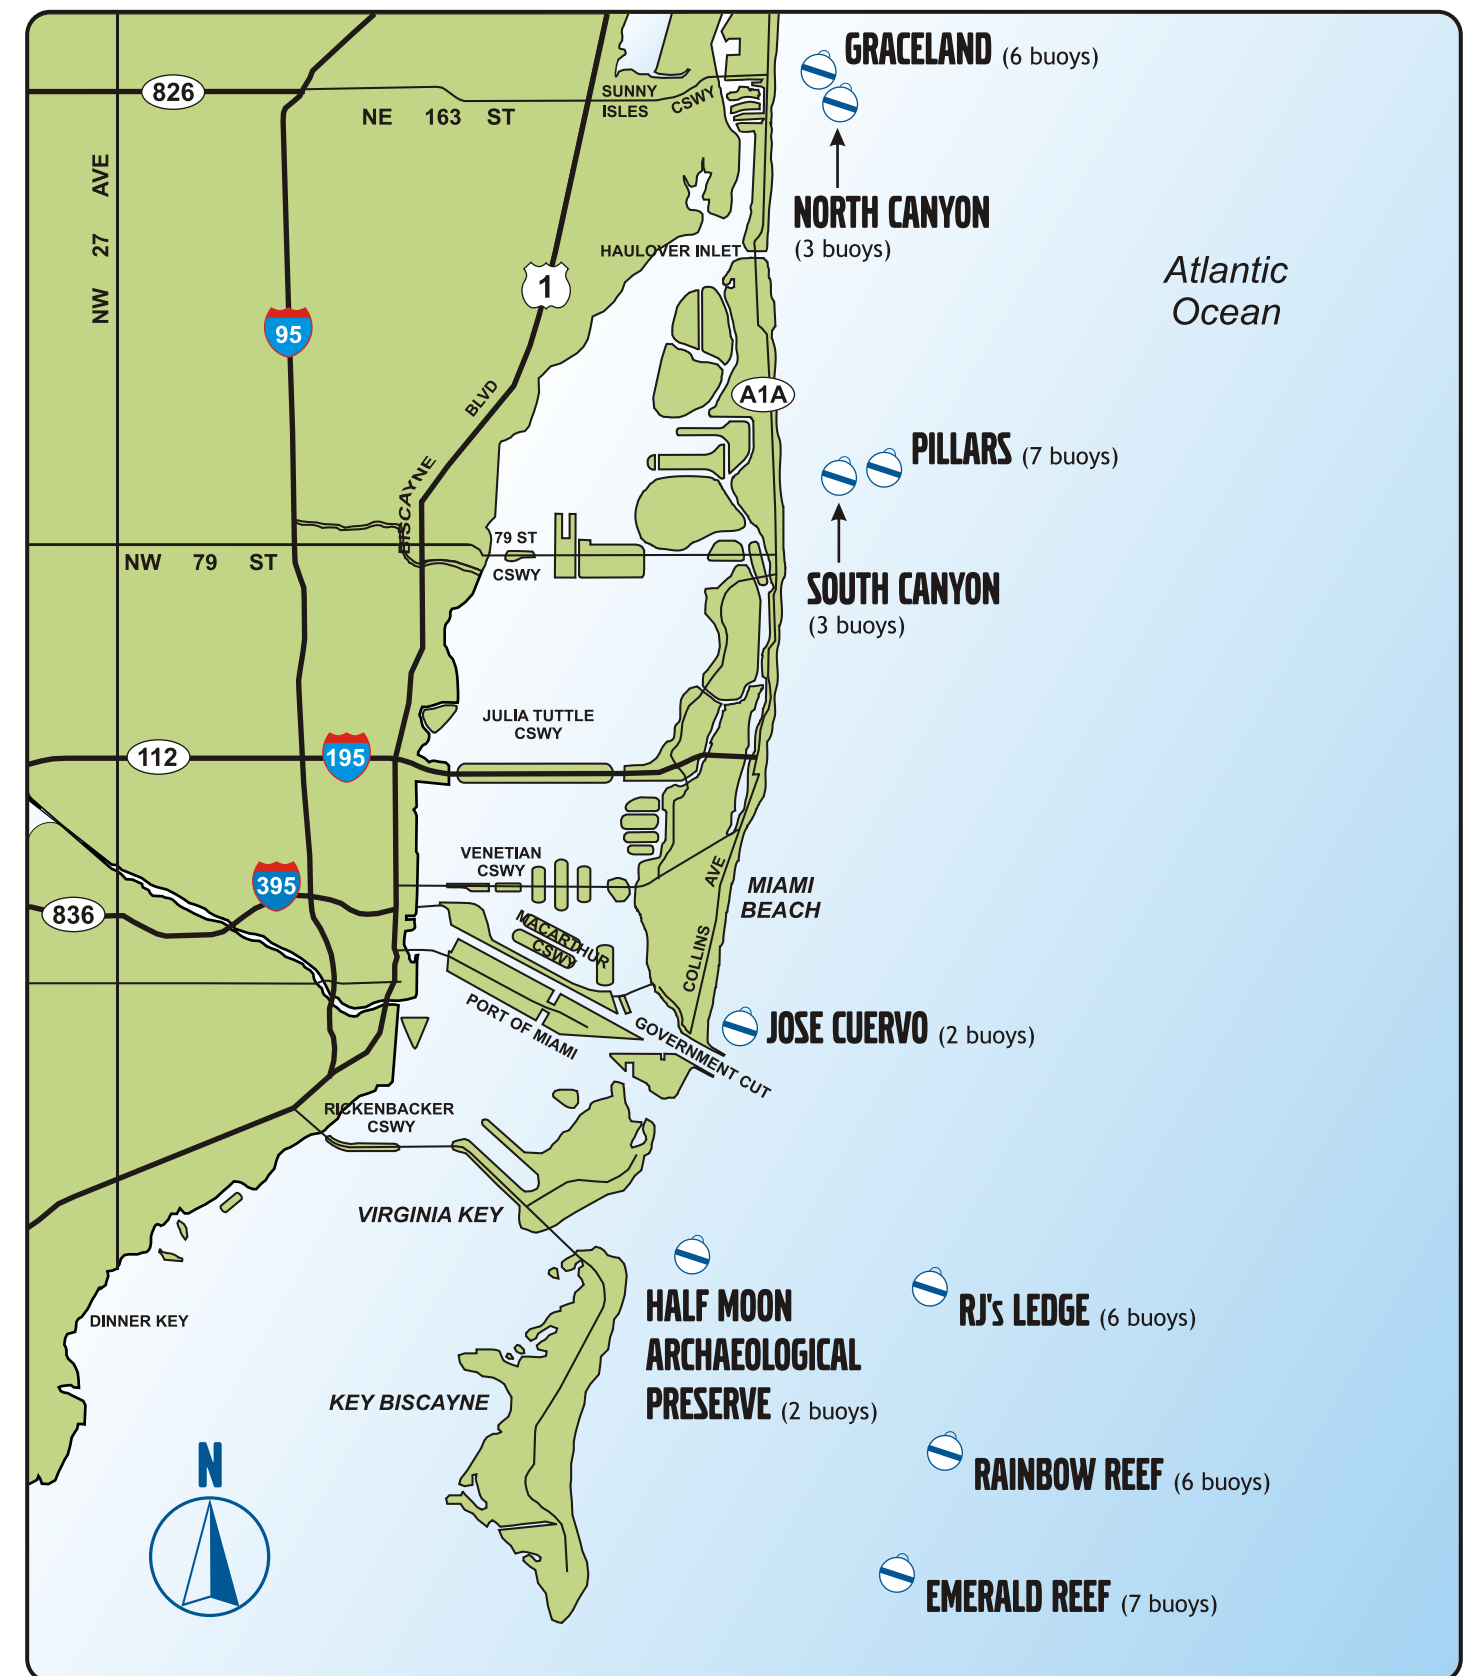 GRACELAND (6 buoys)
826
SUNNY
ISLES CSWY
NE 163 ST
NW 27 AVE
NORTH CANYON
(3 buoys)
HAULOVER INLET
Atlantic
Ocean
1
95
A1A
BISCAYNE BLVD
PILLARS (7 buoys)
79 ST
CSWY
NW 79 ST
SOUTH CANYON
(3 buoys)
JULIA TUTTLE
CSWY
112
195
VENETIAN
CSWY
395
836
MIAMI
BEACH
COLLINS AVE
MACARTHUR
CSWY
PORT OF MIAMI
GOVERNMENT CUT
JOSE CUERVO (2 buoys)
RICKENBACKER
CSWY
VIRGINIA KEY
HALF MOON
ARCHAEOLOGICAL
PRESERVE (2 buoys)
RJ's LEDGE (6 buoys)
DINNER KEY
KEY BISCAYNE
N
RAINBOW REEF (6 buoys)
EMERALD REEF (7 buoys)